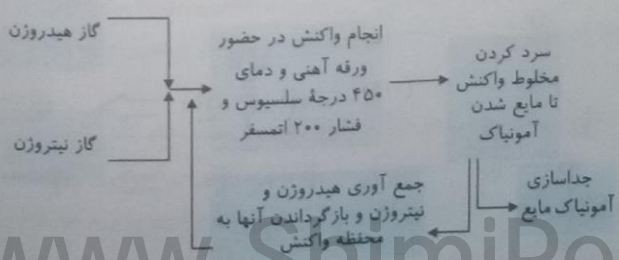 گاز هیدروژن
گاز نیتروژن
انجام واکنش در حضور
ورقه آهنی و دمای
۴۵۰ درجهٔ سلسیوس و
فشار ۲۰۰ اتمسفر
سرد کردن
مخلوط واکنش
تا مایع شدن
آمونیاک
جداسازی
آمونیاک مایع
جمع آوری هیدروژن و
نیتروژن و بازگرداندن آنها به
محفظه واکنش